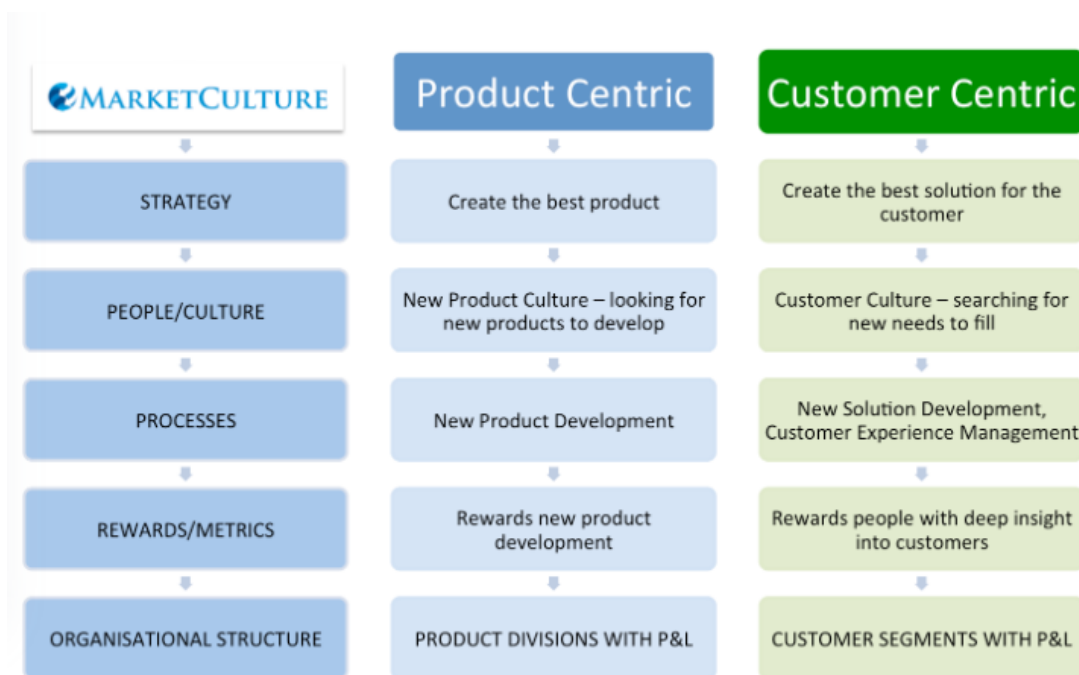 MARKETCULTURE
Product Centric
Customer Centric
STRATEGY
Create the best product
Create the best solution for the
customer
PEOPLE/CULTURE
New Product Culture – looking for
new products to develop
Customer Culture – searching for
new needs to fill
PROCESSES
New Product Development
New Solution Development,
Customer Experience Management
REWARDS/METRICS
Rewards new product
development
Rewards people with deep insight
into customers
ORGANISATIONAL STRUCTURE
PRODUCT DIVISIONS WITH P&L
CUSTOMER SEGMENTS WITH P&L